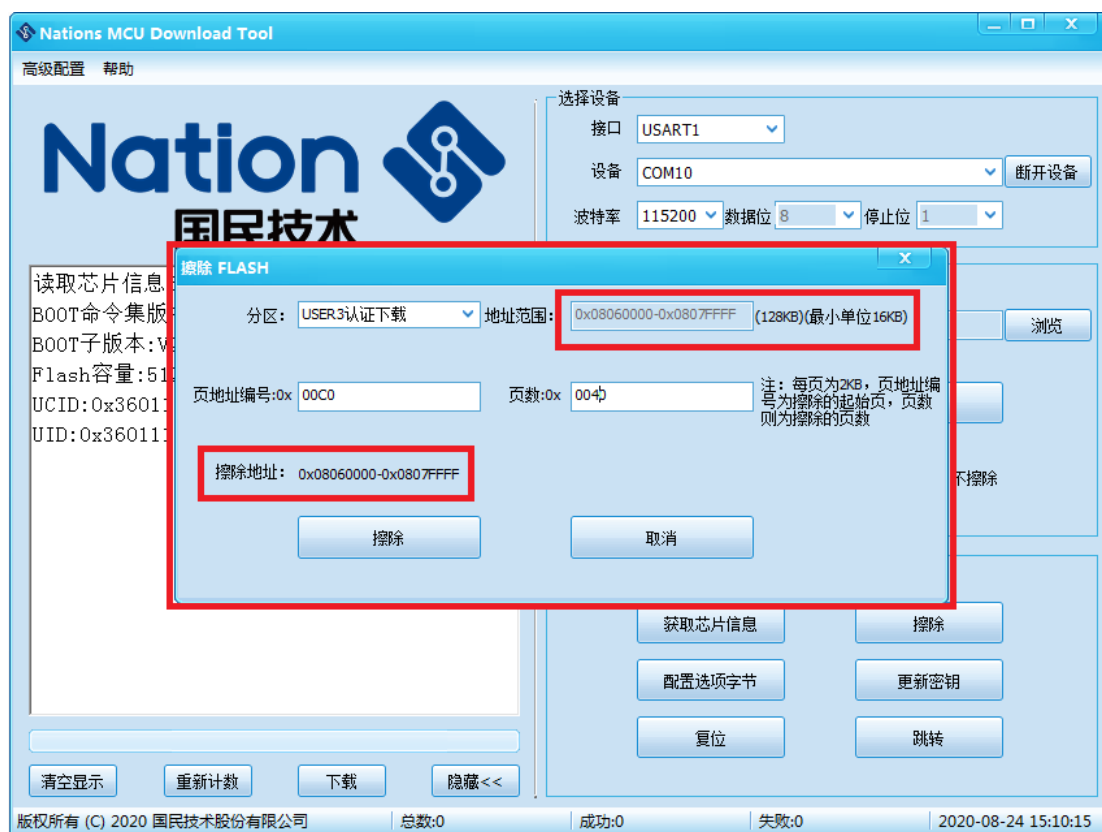 Nations MCU Download Tool
高级配置 帮助
Nation
国民技术
选择设备
接口 USART1
设备 COM10 断开设备
波特率 115200 数据位 8 停止位 1
读取芯片信息
BOOT命令集版
BOOT子版本:V
Flash容量:51
UCID:0x36011
UID:0x360111
浏览
不擦除
擦除 FLASH
分区: USER3认证下载 地址范围: 0x08060000-0x0807FFFF (128KB)(最小单位16KB)
页地址编号:0x 00C0 页数:0x 0040
注:每页为2KB,页地址编
号为擦除的起始页,页数
则为擦除的页数
擦除地址: 0x08060000-0x0807FFFF
擦除 取消
获取芯片信息 擦除
配置选项字节 更新密钥
复位 跳转
清空显示 重新计数 下载 隐藏<<
版权所有 (C) 2020 国民技术股份有限公司 总数:0 成功:0 失败:0 2020-08-24 15:10:15